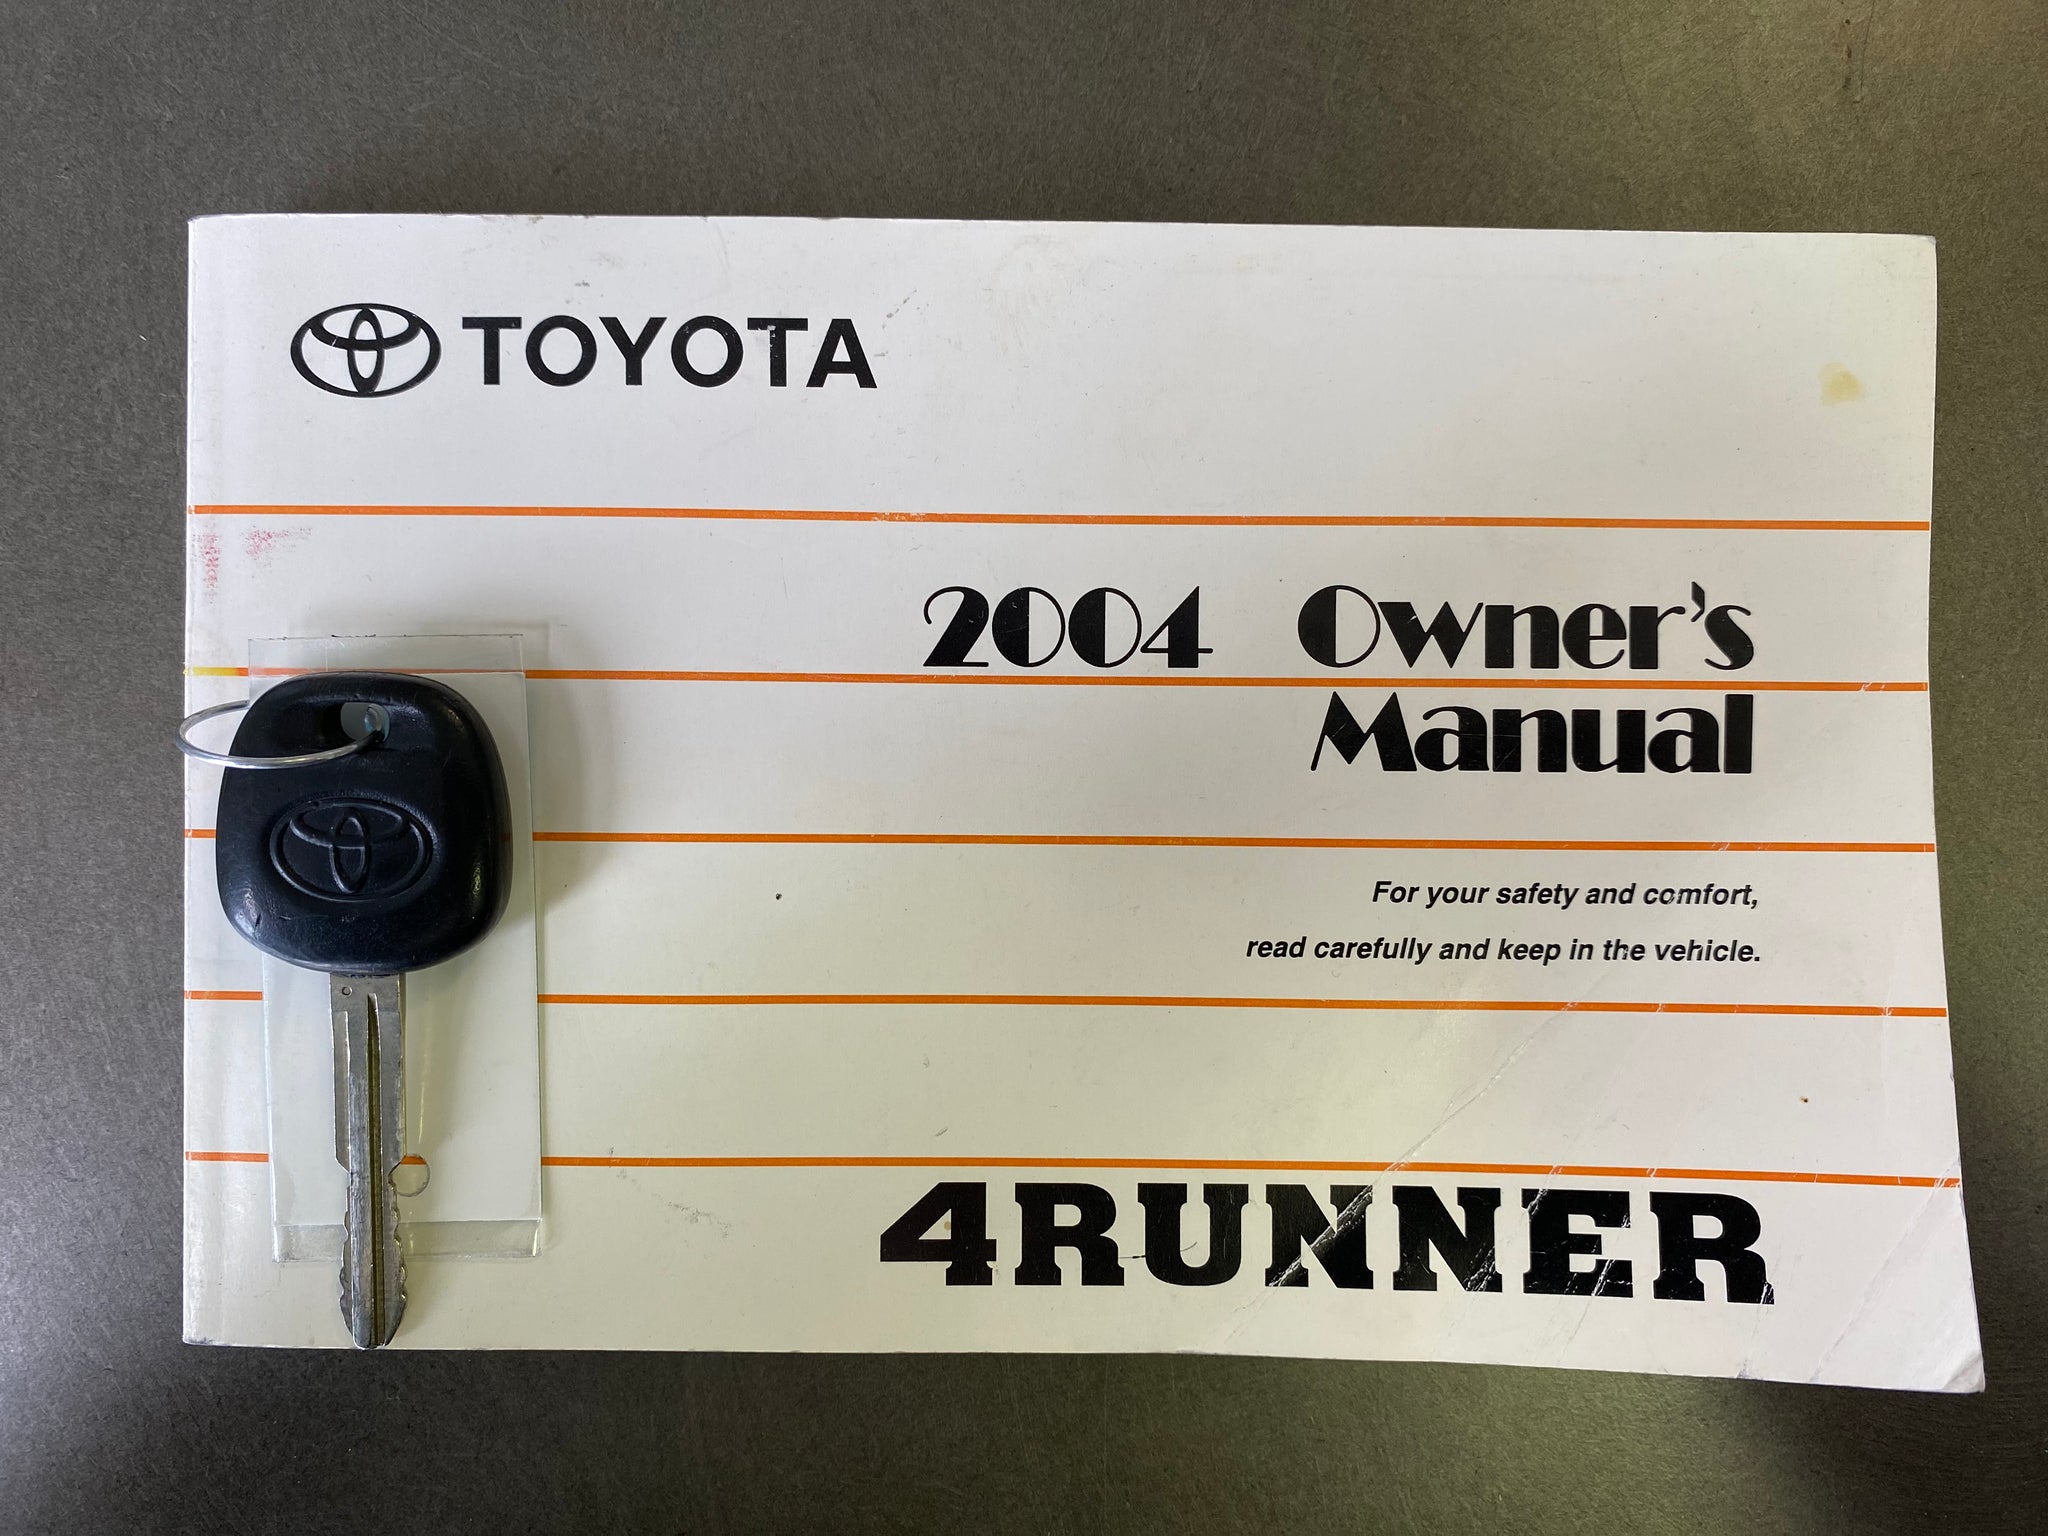 TOYOTA
2004 Owner's
Manual
For your safety and comfort,
read carefully and keep in the vehicle.
4RUNNER